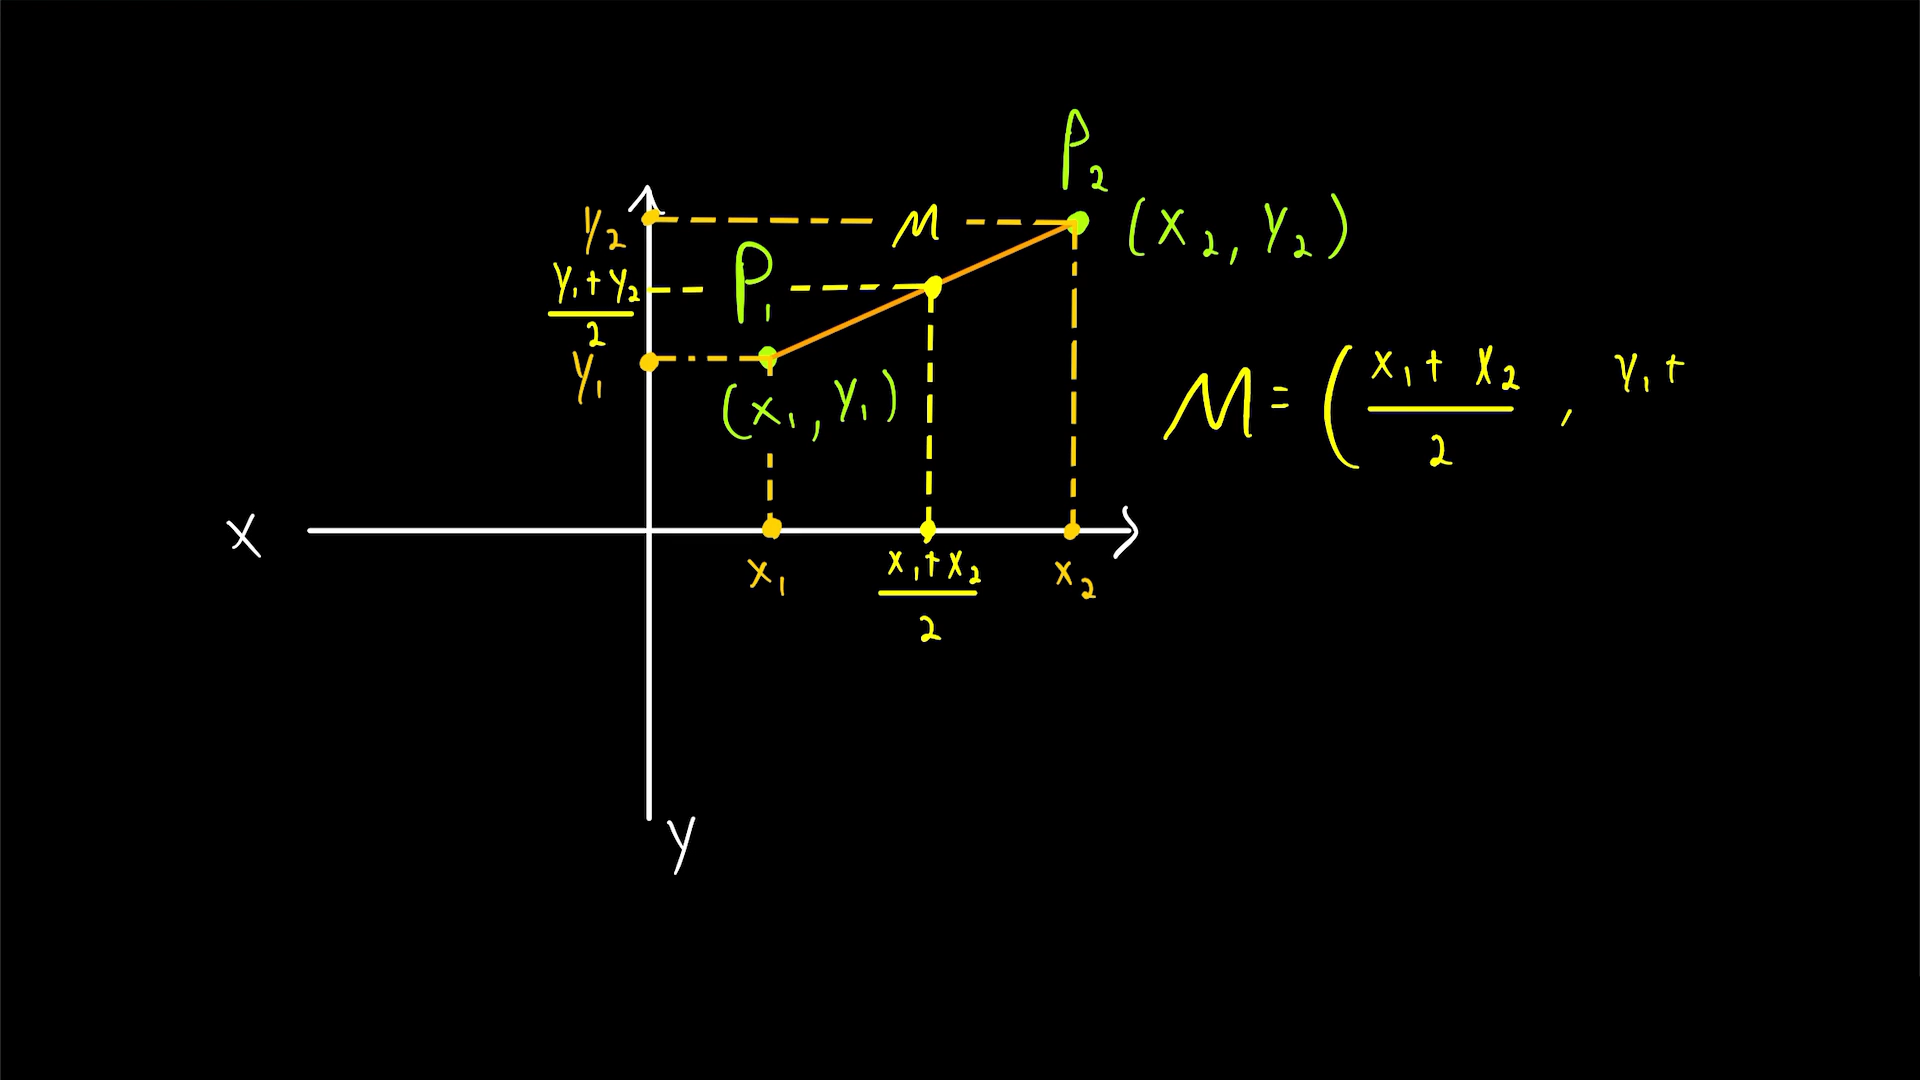 P₂
(x₂, y₂)
y₂
M
P₁
(y₁ + y₂)/2
y₁
(x₁, y₁)
M = ( (x₁ + x₂)/2 , y₁ +
x
x₁
(x₁ + x₂)/2
x₂
y